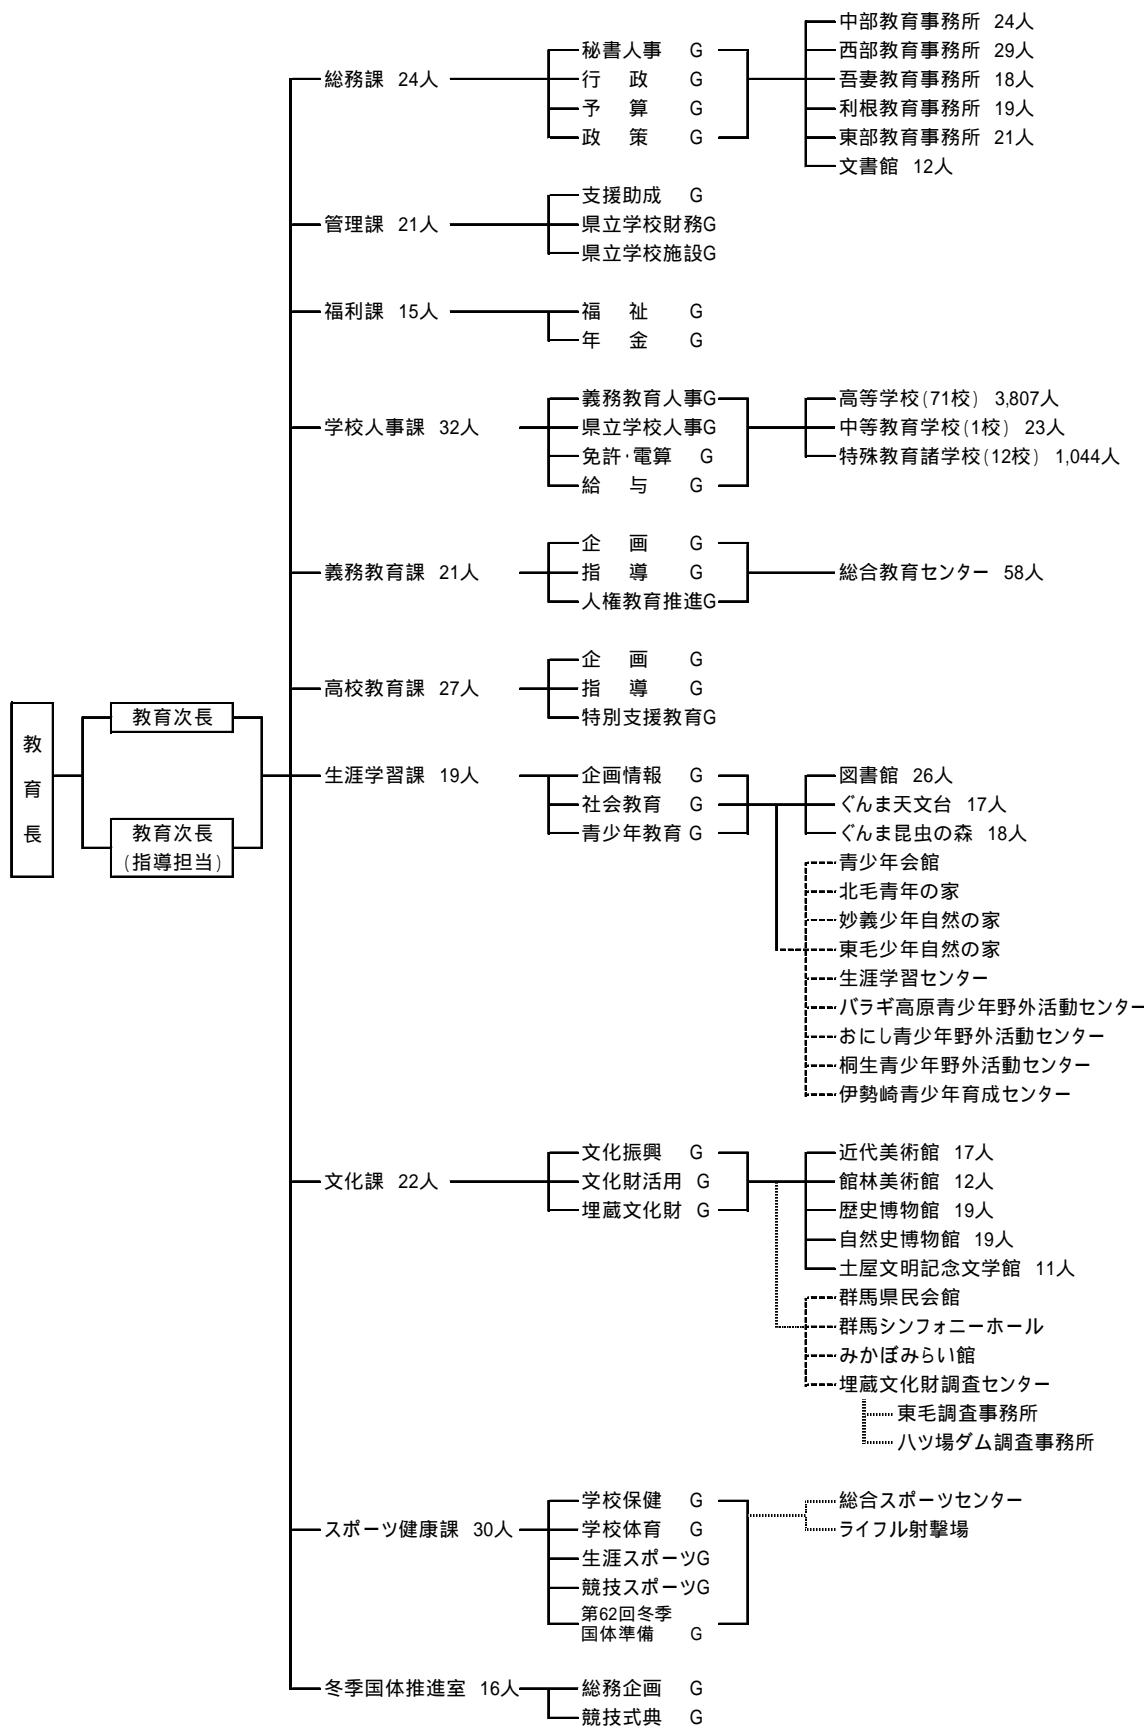 教育長
教育次長
教育次長
(指導担当)
総務課 24人
秘書人事 G
行政 G
予算 G
政策 G
中部教育事務所 24人
西部教育事務所 29人
吾妻教育事務所 18人
利根教育事務所 19人
東部教育事務所 21人
文書館 12人
管理課 21人
支援助成 G
県立学校財務G
県立学校施設G
福利課 15人
福祉 G
年金 G
学校人事課 32人
義務教育人事G
県立学校人事G
免許・電算 G
給与 G
高等学校(71校) 3,807人
中等教育学校(1校) 23人
特殊教育諸学校(12校) 1,044人
義務教育課 21人
企画 G
指導 G
人権教育推進G
総合教育センター 58人
高校教育課 27人
企画 G
指導 G
特別支援教育G
生涯学習課 19人
企画情報 G
社会教育 G
青少年教育 G
図書館 26人
ぐんま天文台 17人
ぐんま昆虫の森 18人
青少年会館
北毛青年の家
妙義少年自然の家
東毛少年自然の家
生涯学習センター
バラギ高原青少年野外活動センター
おにし青少年野外活動センター
桐生青少年野外活動センター
伊勢崎青少年育成センター
文化課 22人
文化振興 G
文化財活用 G
埋蔵文化財 G
近代美術館 17人
館林美術館 12人
歴史博物館 19人
自然史博物館 19人
土屋文明記念文学館 11人
群馬県民会館
群馬シンフォニーホール
みかぼみらい館
埋蔵文化財調査センター
東毛調査事務所
八ツ場ダム調査事務所
スポーツ健康課 30人
学校保健 G
学校体育 G
生涯スポーツG
競技スポーツG
第62回冬季
国体準備 G
総合スポーツセンター
ライフル射撃場
冬季国体推進室 16人
総務企画 G
競技式典 G